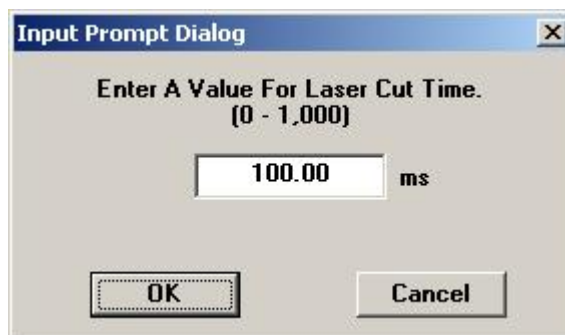 Input Prompt Dialog
Enter A Value For Laser Cut Time.
(0 - 1,000)
100.00 ms
OK Cancel